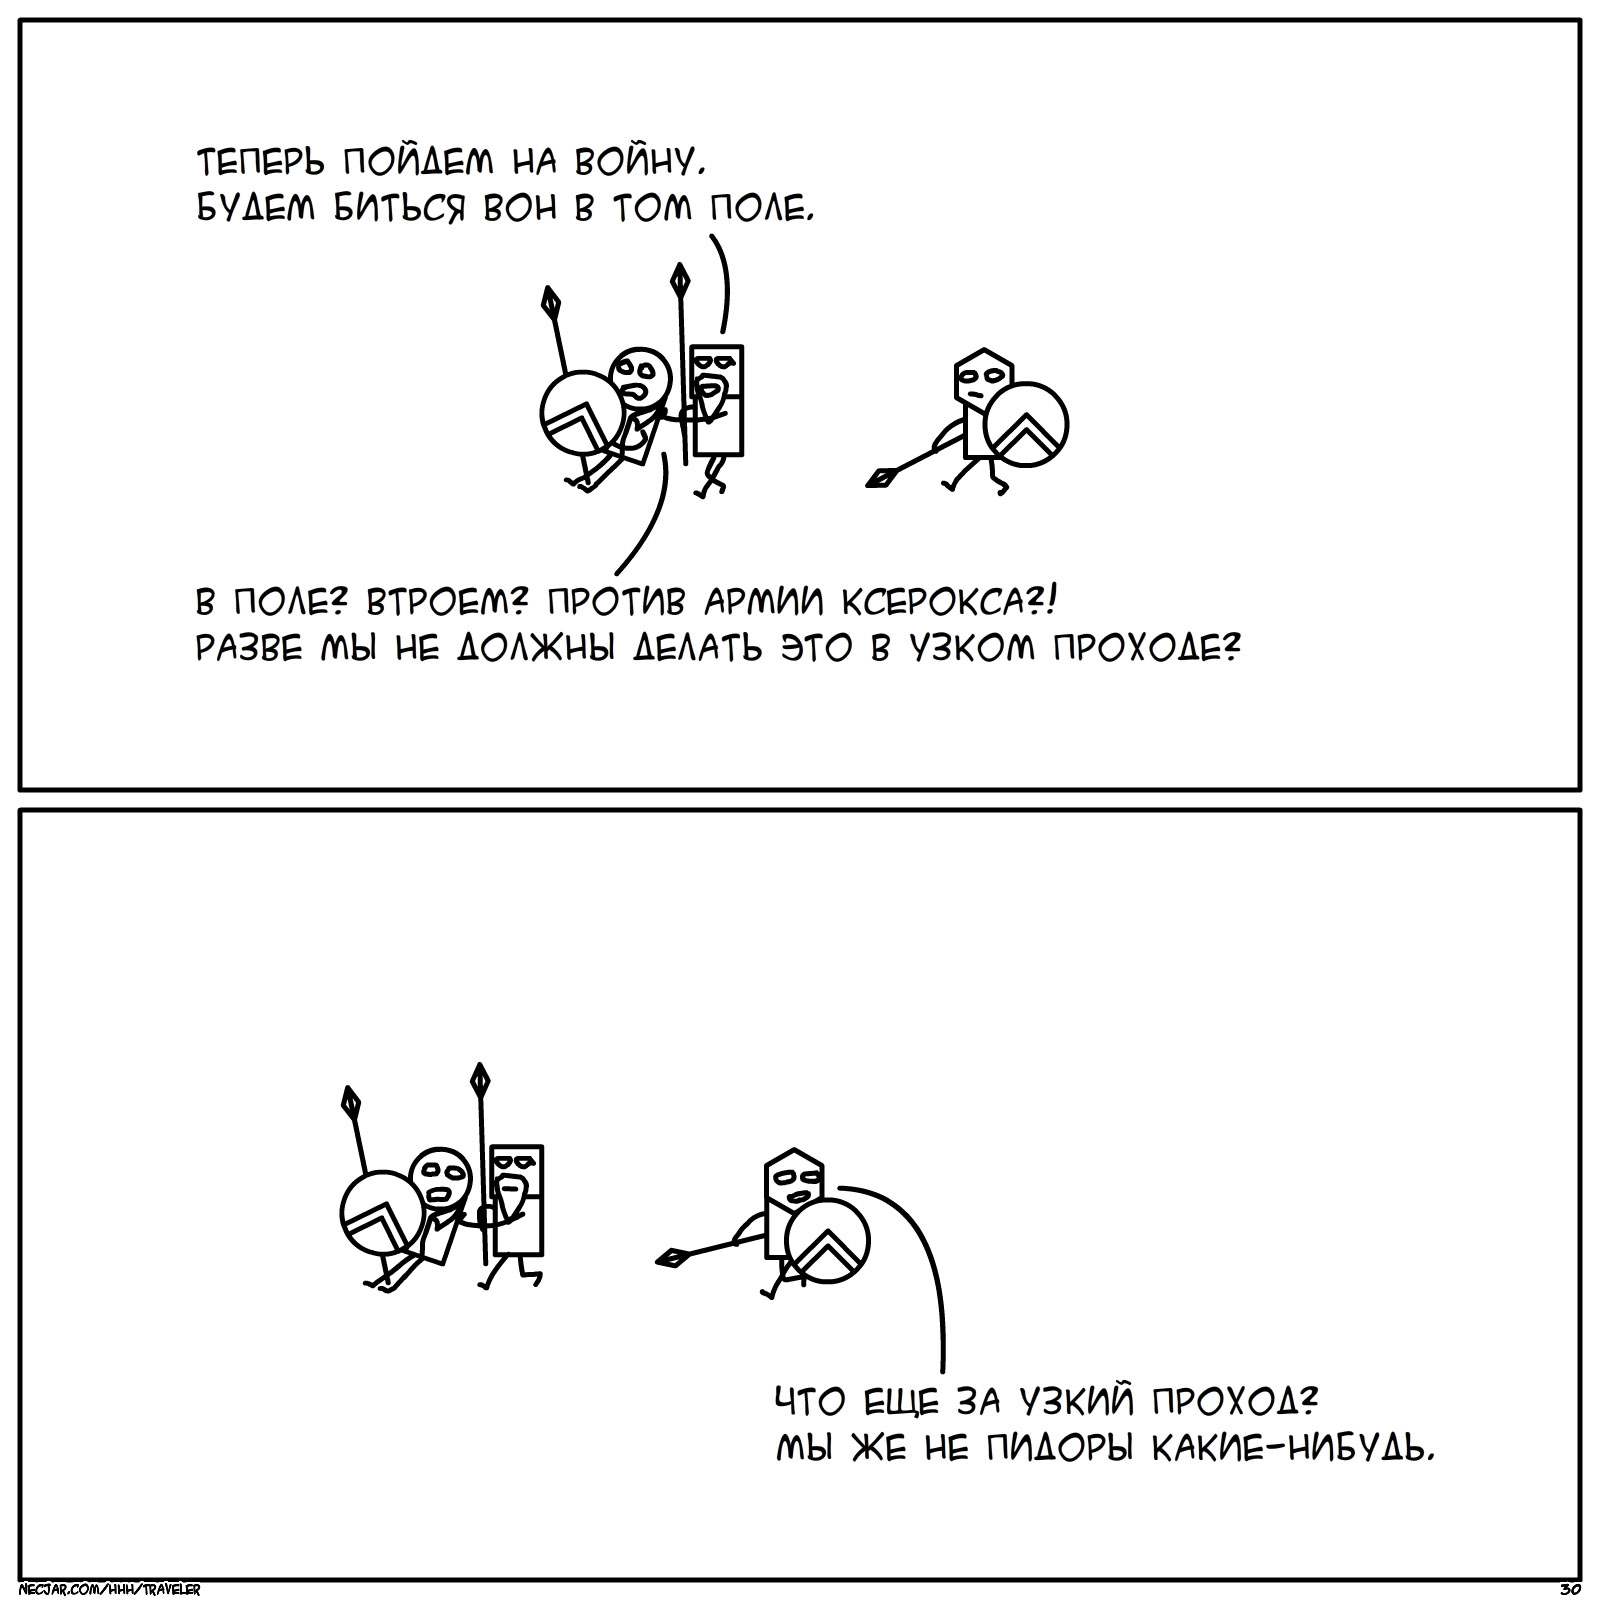 ТЕПЕРЬ ПОЙДЕМ НА ВОЙНУ.
БУДЕМ БИТЬСЯ ВОН В ТОМ ПОЛЕ.
В ПОЛЕ? ВТРОЕМ? ПРОТИВ АРМИИ КСЕРОКСА?!
РАЗВЕ МЫ НЕ ДОЛЖНЫ ДЕЛАТЬ ЭТО В УЗКОМ ПРОХОДЕ?
ЧТО ЕЩЕ ЗА УЗКИЙ ПРОХОД?
МЫ ЖЕ НЕ ПИДОРЫ КАКИЕ-НИБУДЬ.
NECJAR.COM/HHH/TRAVELER
30